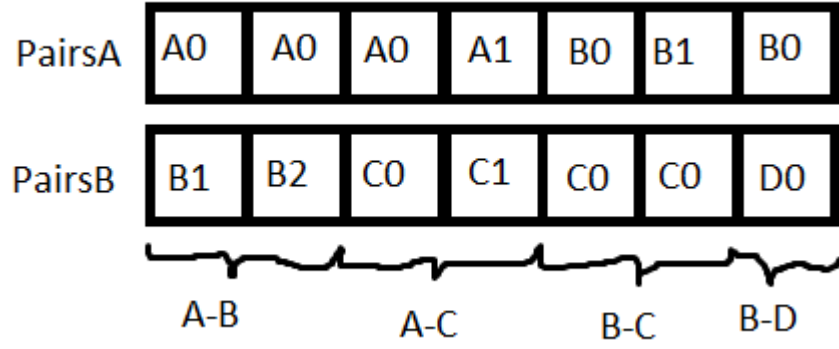 PairsA A0 A0 A0 A1 B0 B1 B0
PairsB B1 B2 C0 C1 C0 C0 D0
A-B A-C B-C B-D